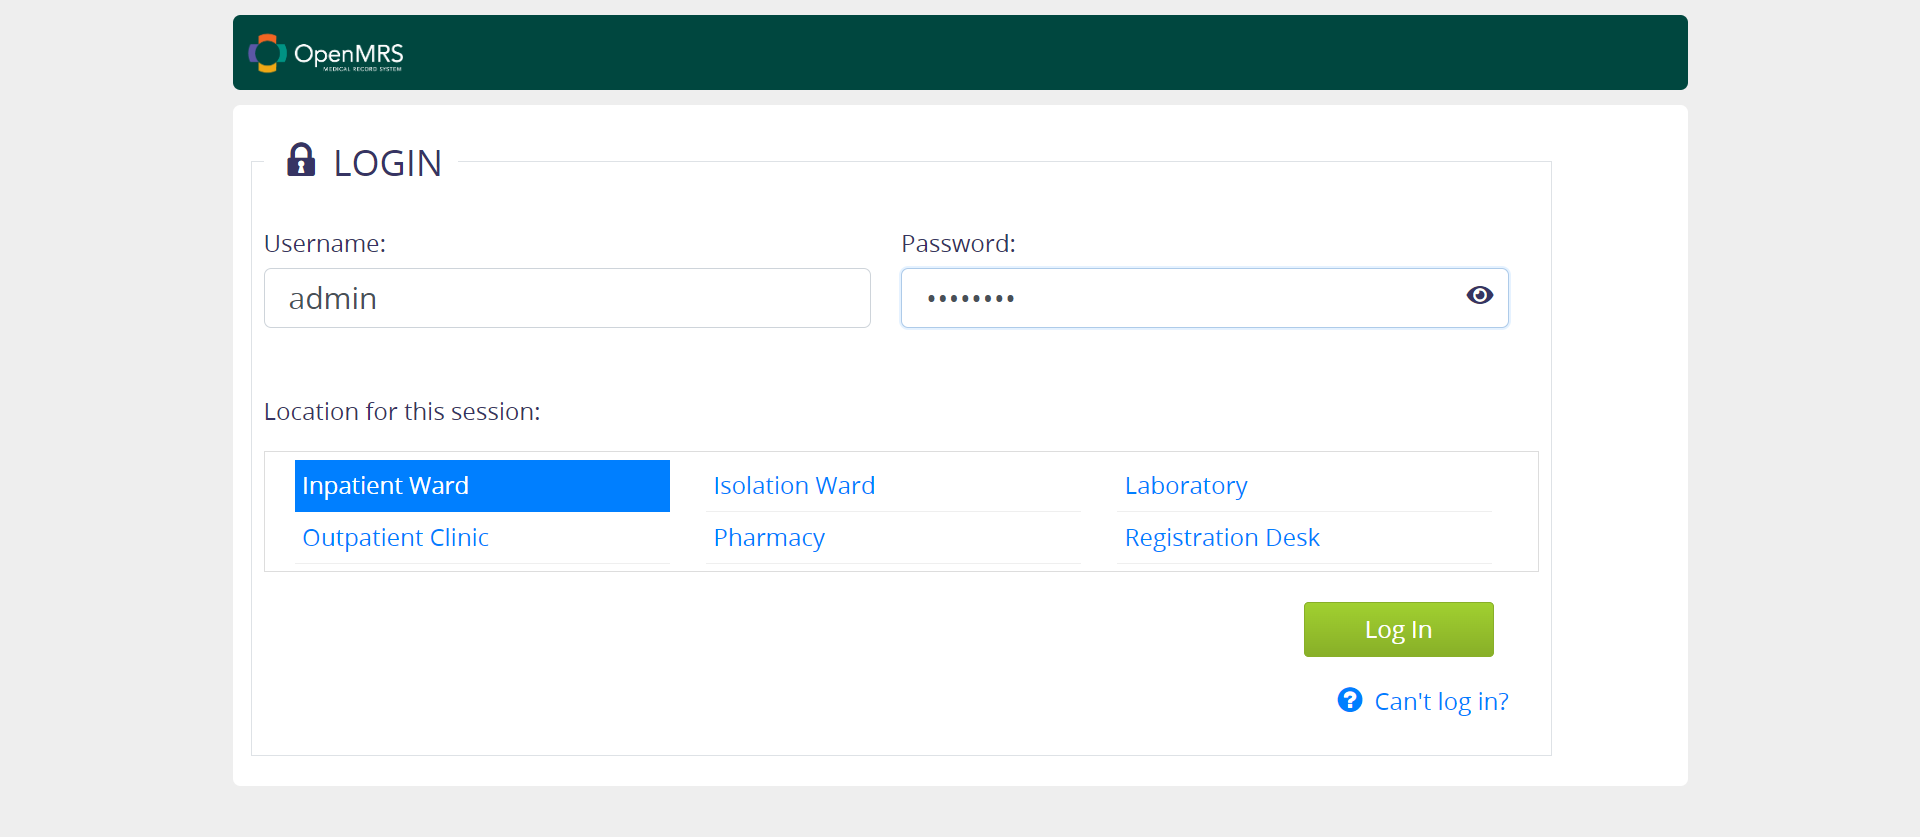 OpenMRS
MEDICAL RECORD SYSTEM
LOGIN
Username:
Password:
admin
••••••••
Location for this session:
Inpatient Ward
Isolation Ward
Laboratory
Outpatient Clinic
Pharmacy
Registration Desk
Log In
Can't log in?